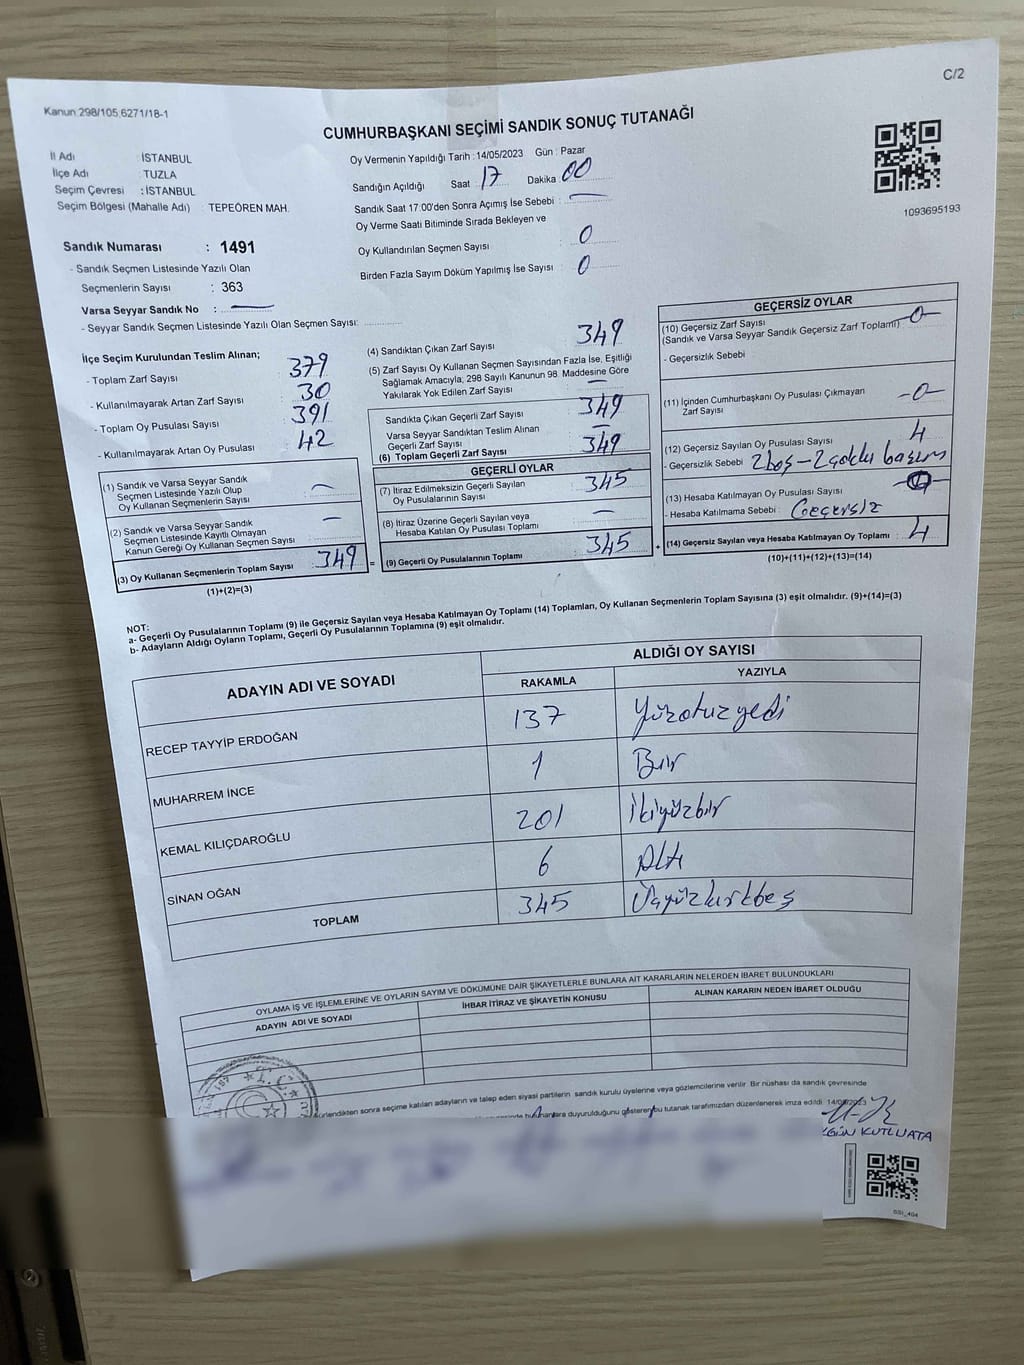 C/2
Kanun:298/105,6271/18-1
CUMHURBAŞKANI SEÇİMİ SANDIK SONUÇ TUTANAĞI
İl Adı : İSTANBUL
İlçe Adı : TUZLA
Seçim Çevresi : İSTANBUL
Seçim Bölgesi (Mahalle Adı) : TEPEÖREN MAH.
Sandık Numarası : 1491
- Sandık Seçmen Listesinde Yazılı Olan
Seçmenlerin Sayısı : 363
Varsa Seyyar Sandık No : —
- Seyyar Sandık Seçmen Listesinde Yazılı Olan Seçmen Sayısı:
Oy Vermenin Yapıldığı Tarih : 14/05/2023 Gün : Pazar
Sandığın Açıldığı Saat 17 Dakika 00
Sandık Saat 17:00'den Sonra Açımış İse Sebebi : —
Oy Verme Saati Bitiminde Sırada Bekleyen ve
Oy Kullandırılan Seçmen Sayısı : 0
Birden Fazla Sayım Döküm Yapılmış İse Sayısı : 0
1093695193
İlçe Seçim Kurulundan Teslim Alınan;
- Toplam Zarf Sayısı : 379
- Kullanılmayarak Artan Zarf Sayısı : 30
- Toplam Oy Pusulası Sayısı : 391
- Kullanılmayarak Artan Oy Pusulası : 42
(1) Sandık ve Varsa Seyyar Sandık
Seçmen Listesinde Yazılı Olup
Oy Kullanan Seçmenlerin Sayısı : —
(2) Sandık ve Varsa Seyyar Sandık
Seçmen Listesinde Kayıtlı Olmayan
Kanun Gereği Oy Kullanan Seçmen Sayısı : —
(3) Oy Kullanan Seçmenlerin Toplam Sayısı : 349
(1)+(2)=(3)
(4) Sandıktan Çıkan Zarf Sayısı : 349
(5) Zarf Sayısı Oy Kullanan Seçmen Sayısından Fazla İse, Eşitliği
Sağlamak Amacıyla; 298 Sayılı Kanunun 98. Maddesine Göre
Yakılarak Yok Edilen Zarf Sayısı : —
Sandıkta Çıkan Geçerli Zarf Sayısı : 349
Varsa Seyyar Sandıktan Teslim Alınan
Geçerli Zarf Sayısı : —
(6) Toplam Geçerli Zarf Sayısı : 349
GEÇERLİ OYLAR
(7) İtiraz Edilmeksizin Geçerli Sayılan
Oy Pusulalarının Sayısı : 345
(8) İtiraz Üzerine Geçerli Sayılan veya
Hesaba Katılan Oy Pusulası Toplamı : —
= (9) Geçerli Oy Pusulalarının Toplamı : 345
GEÇERSİZ OYLAR
(10) Geçersiz Zarf Sayısı
(Sandık ve Varsa Seyyar Sandık Geçersiz Zarf Toplamı) -0-
- Geçersizlik Sebebi :
(11) İçinden Cumhurbaşkanı Oy Pusulası Çıkmayan
Zarf Sayısı -0-
(12) Geçersiz Sayılan Oy Pusulası Sayısı : 4
- Geçersizlik Sebebi : 2 boş – 2 çoklu basım
(13) Hesaba Katılmayan Oy Pusulası Sayısı :
- Hesaba Katılmama Sebebi : Geçersiz
+ (14) Geçersiz Sayılan veya Hesaba Katılmayan Oy Toplamı : 4
(10)+(11)+(12)+(13)=(14)
NOT:
a- Geçerli Oy Pusulalarının Toplamı (9) ile Geçersiz Sayılan veya Hesaba Katılmayan Oy Toplamı (14) Toplamları, Oy Kullanan Seçmenlerin Toplam Sayısına (3) eşit olmalıdır. (9)+(14)=(3)
b- Adayların Aldığı Oyların Toplamı, Geçerli Oy Pusulalarının Toplamına (9) eşit olmalıdır.
ADAYIN ADI VE SOYADI ALDIĞI OY SAYISI
RAKAMLA YAZIYLA
RECEP TAYYİP ERDOĞAN 137 Yüzotuzyedi
MUHARREM İNCE 1 Bir
KEMAL KILIÇDAROĞLU 201 İkiyüzbir
SİNAN OĞAN 6 Altı
TOPLAM 345 Üçyüzkırkbeş
OYLAMA İŞ VE İŞLEMLERİNE VE OYLARIN SAYIM VE DÖKÜMÜNE DAİR ŞİKAYETLERLE BUNLARA AİT KARARLARIN NELERDEN İBARET BULUNDUKLARI
ADAYIN ADI VE SOYADI İHBAR İTİRAZ VE ŞİKAYETİN KONUSU ALINAN KARARIN NEDEN İBARET OLDUĞU
sonra seçime katılan adayların ve talep eden siyasi partilerin sandık kurulu üyelerine veya gözlemcilerine verilir. Bir nüshası da sandık çevresinde
duyurulduğunu gösteren bu tutanak tarafımızdan düzenlenerek imza edildi. 14/05/2023
T.C.
KUTLUATA